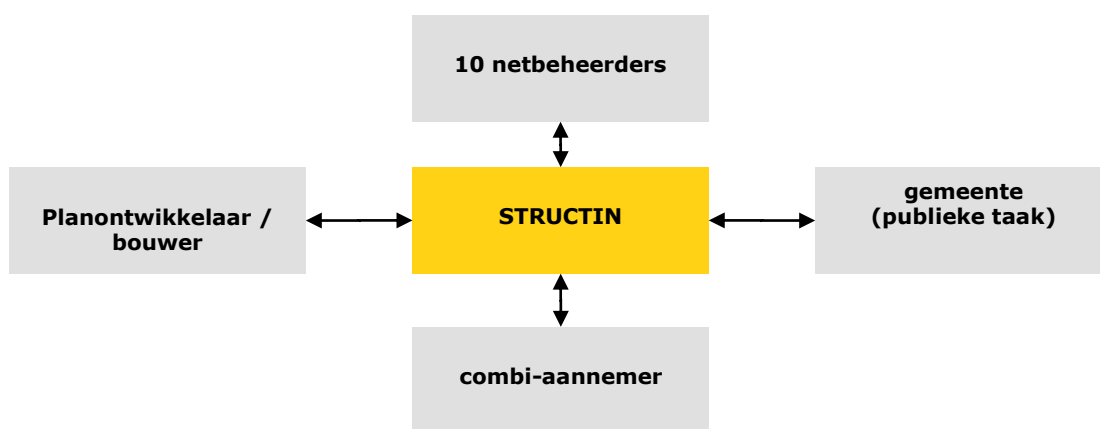 10 netbeheerders
Planontwikkelaar /
bouwer
STRUCTIN
gemeente
(publieke taak)
combi-aannemer